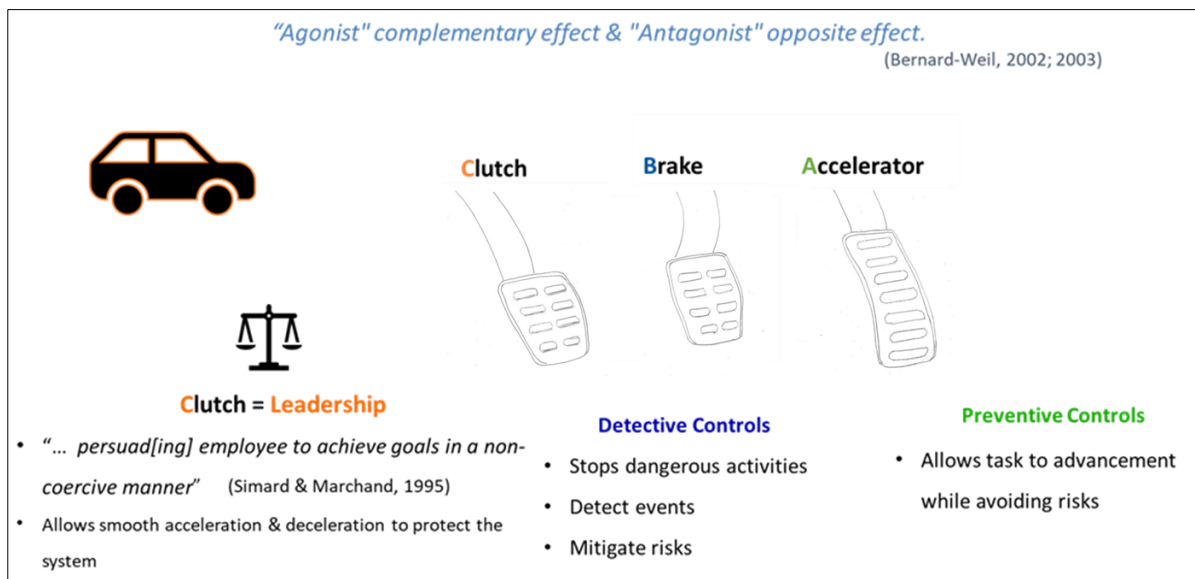 “Agonist" complementary effect & "Antagonist" opposite effect.
(Bernard-Weil, 2002; 2003)
Clutch
Brake
Accelerator
Clutch = Leadership
• “… persuad[ing] employee to achieve goals in a non-
coercive manner” (Simard & Marchand, 1995)
• Allows smooth acceleration & deceleration to protect the
system
Detective Controls
• Stops dangerous activities
• Detect events
• Mitigate risks
Preventive Controls
• Allows task to advancement
while avoiding risks